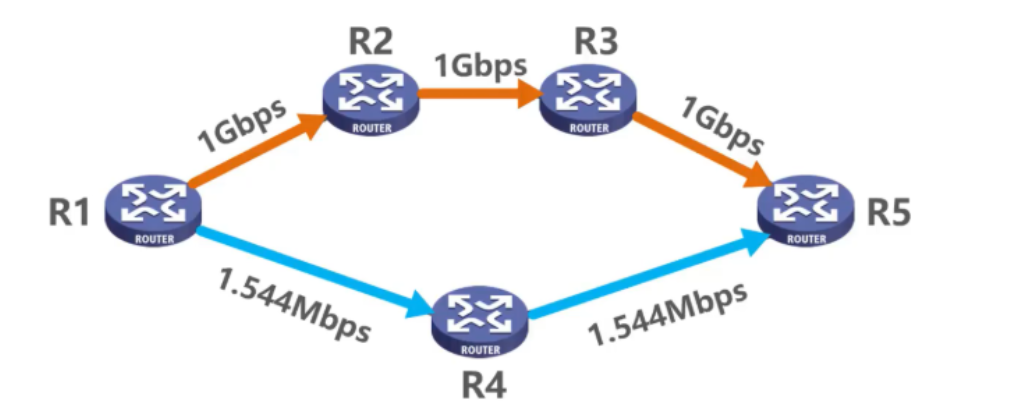 R2
R3
1Gbps
1Gbps
1Gbps
ROUTER
ROUTER
R1
R5
ROUTER
ROUTER
1.544Mbps
1.544Mbps
ROUTER
R4